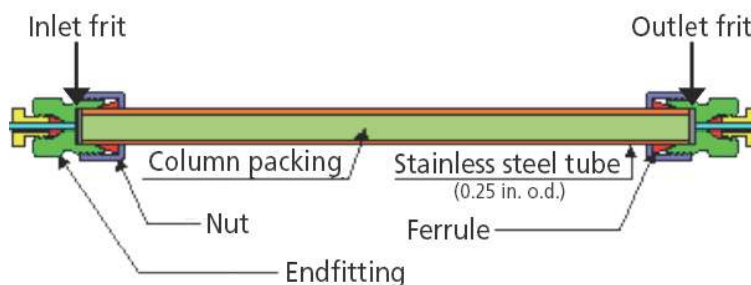 Inlet frit
Outlet frit
Column packing
Stainless steel tube
(0.25 in. o.d.)
Nut
Ferrule
Endfitting